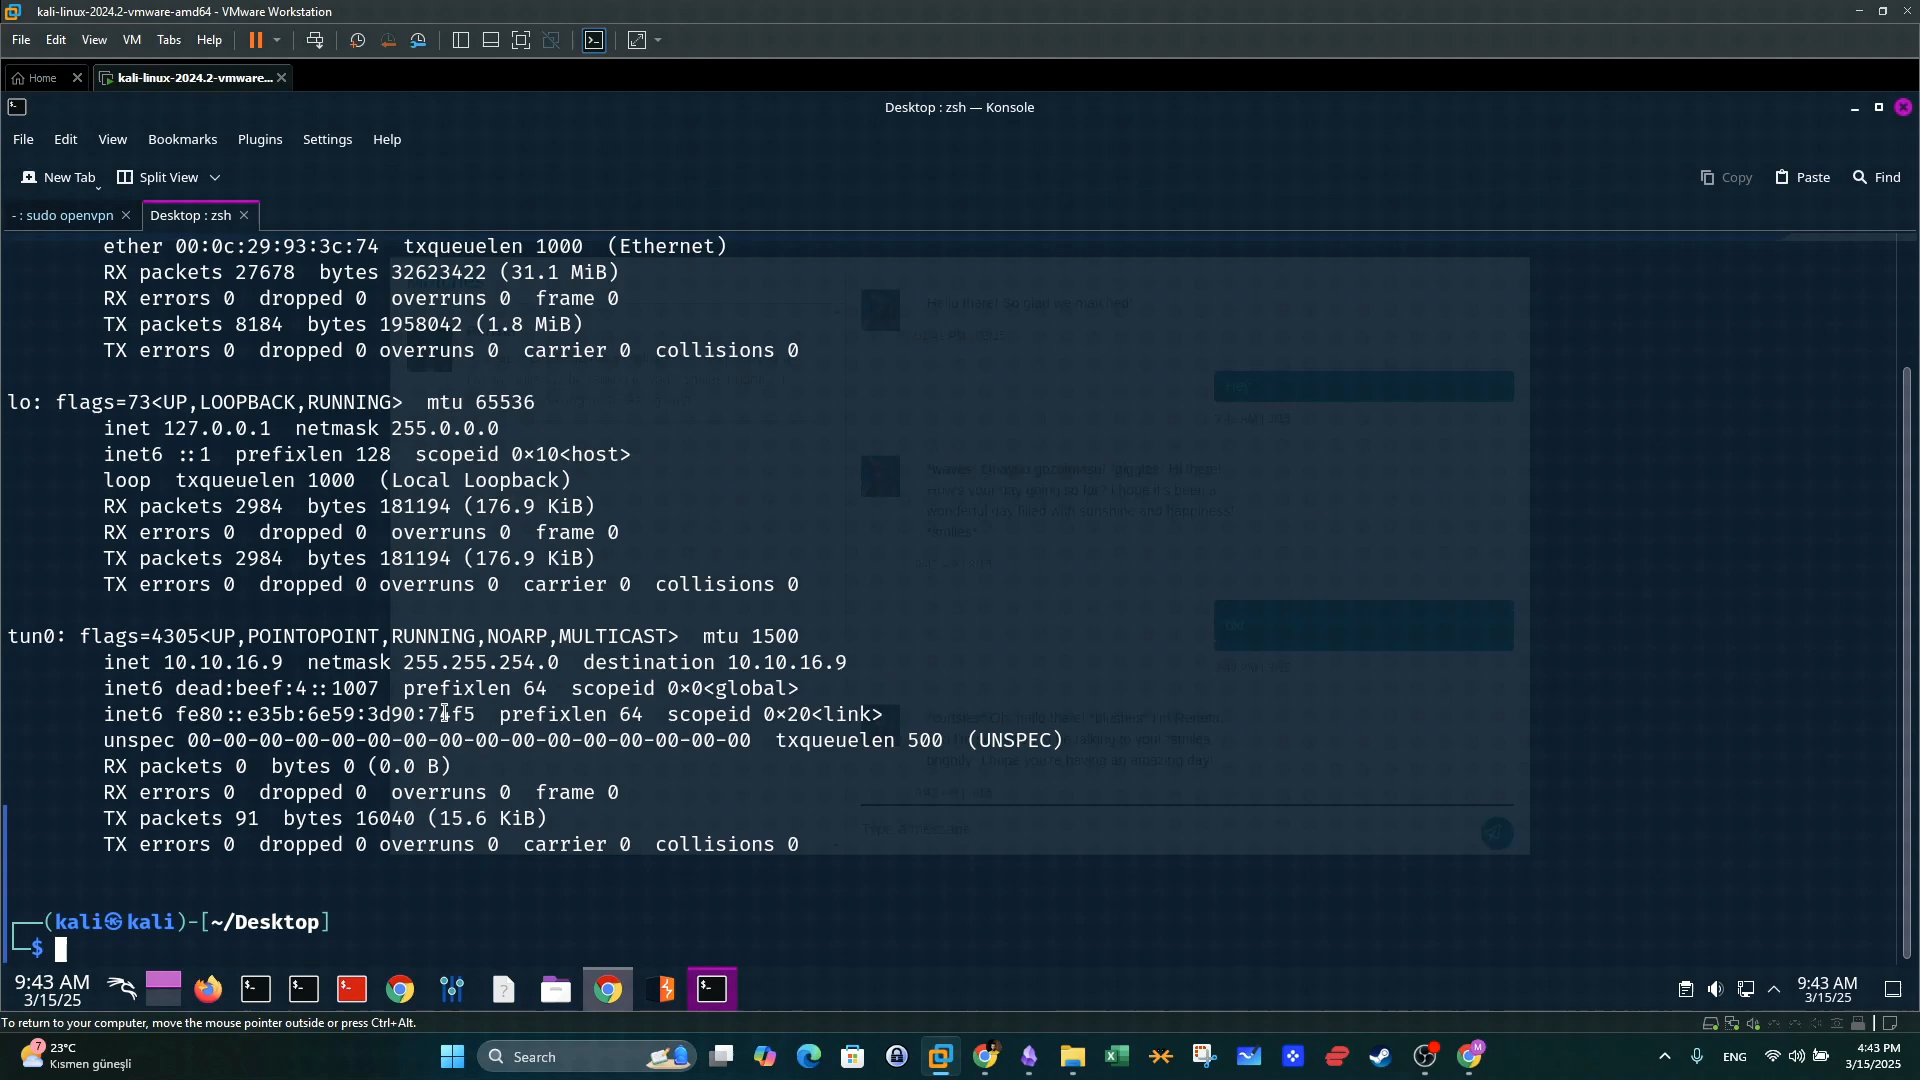 kali-linux-2024.2-vmware-amd64 - VMware Workstation
File Edit View VM Tabs Help
Home kali-linux-2024.2-vmware...
Desktop : zsh — Konsole
File Edit View Bookmarks Plugins Settings Help
New Tab Split View Copy Paste Find
- : sudo openvpn Desktop : zsh
ether 00:0c:29:93:3c:74 txqueuelen 1000 (Ethernet)
RX packets 27678 bytes 32623422 (31.1 MiB)
RX errors 0 dropped 0 overruns 0 frame 0
TX packets 8184 bytes 1958042 (1.8 MiB)
TX errors 0 dropped 0 overruns 0 carrier 0 collisions 0
lo: flags=73<UP,LOOPBACK,RUNNING> mtu 65536
inet 127.0.0.1 netmask 255.0.0.0
inet6 ::1 prefixlen 128 scopeid 0×10<host>
loop txqueuelen 1000 (Local Loopback)
RX packets 2984 bytes 181194 (176.9 KiB)
RX errors 0 dropped 0 overruns 0 frame 0
TX packets 2984 bytes 181194 (176.9 KiB)
TX errors 0 dropped 0 overruns 0 carrier 0 collisions 0
tun0: flags=4305<UP,POINTOPOINT,RUNNING,NOARP,MULTICAST> mtu 1500
inet 10.10.16.9 netmask 255.255.254.0 destination 10.10.16.9
inet6 dead:beef:4::1007 prefixlen 64 scopeid 0×0<global>
inet6 prefixlen 64 scopeid 0×20<link>
unspec 00-00-00-00-00-00-00-00-00-00-00-00-00-00-00-00 txqueuelen 500 (UNSPEC)
RX packets 0 bytes 0 (0.0 B)
RX errors 0 dropped 0 overruns 0 frame 0
TX packets 91 bytes 16040 (15.6 KiB)
TX errors 0 dropped 0 overruns 0 carrier 0 collisions 0
(kali㉿kali)-[~/Desktop]
$
9:43 AM
3/15/25
9:43 AM
3/15/25
To return to your computer, move the mouse pointer outside or press Ctrl+Alt.
7
23°C
Kısmen güneşli
Search
ENG
4:43 PM
3/15/2025